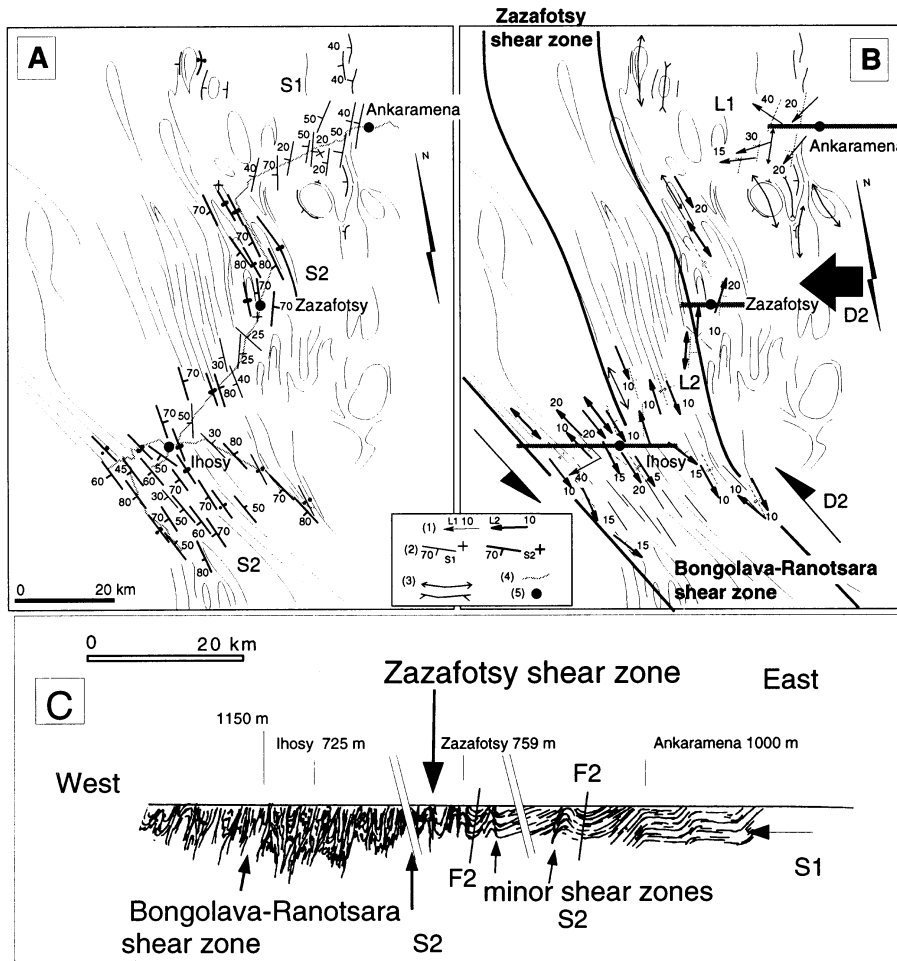 A
S1
40
40
50
Ankaramena
50
40
20
20
70
20
40
N
70
70
80
80
S2
70
Zazafotsy
70
25
25
30
40
70
50
30
80
Ihosy
45
50
60
70
70
80
30
70
50
50
50
60
70
70
50
80
S2
0 20 km
Zazafotsy
shear zone
B
L1
40
20
30
15
Ankaramena
20
N
20
20
Zazafotsy
10
D2
L2
10
10
10
20
10
10
20
Ihosy
40
15
5
10
10
20
10
10
15
D2
15
Bongolava-Ranotsara
shear zone
(1) L1 10 L2 10
(2) 70 S1 70 S2
(3) (4)
(5)
0 20 km
C
Zazafotsy shear zone
East
1150 m
Ihosy 725 m
Zazafotsy 759 m
Ankaramena 1000 m
West
F2
F2
S1
minor shear zones
Bongolava-Ranotsara
shear zone
S2
S2